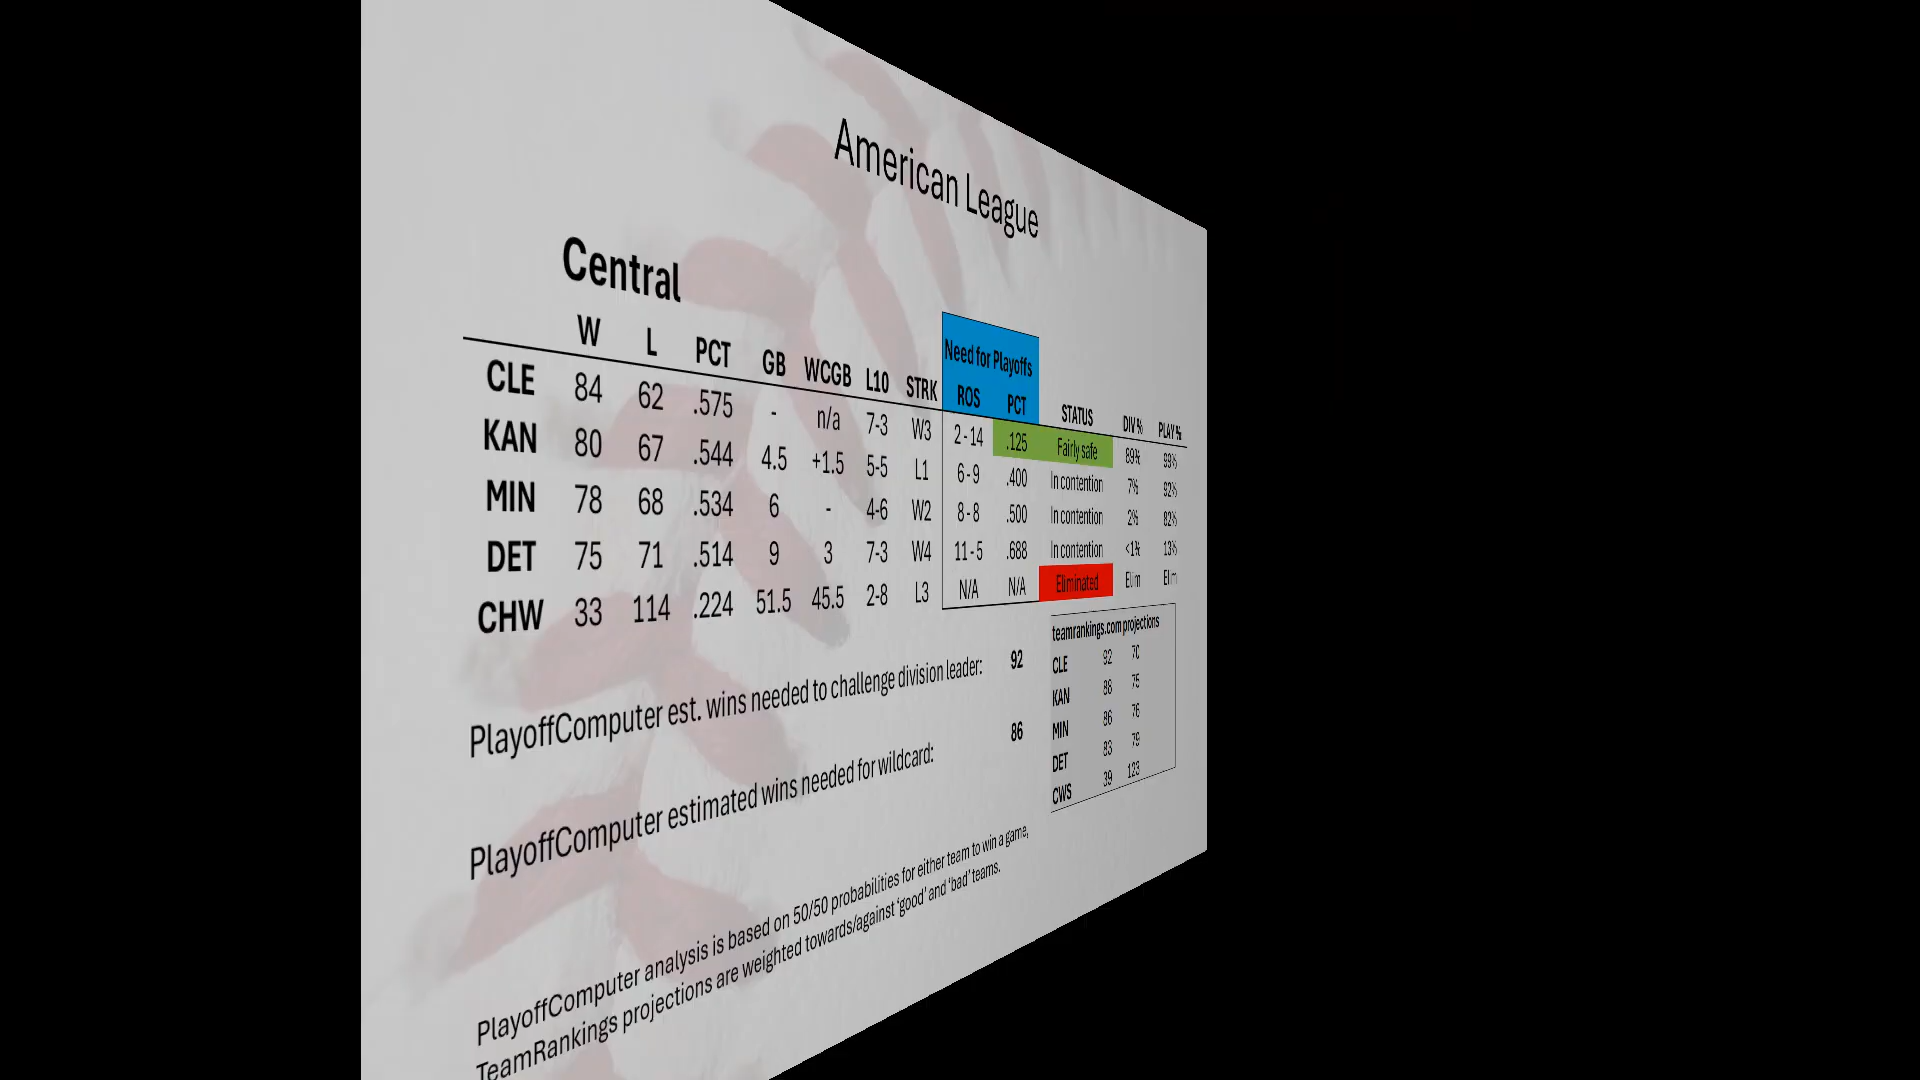 American League
Central
W L PCT GB WCGB L10 STRK Need for Playoffs ROS PCT STATUS DIV % PLAY %
CLE 84 62 .575 - n/a 7-3 W3 2 - 14 .125 Fairly safe 89% 99%
KAN 80 67 .544 4.5 +1.5 5-5 L1 6 - 9 .400 In contention 7% 92%
MIN 78 68 .534 6 - 4-6 W2 8 - 8 .500 In contention 2% 82%
DET 75 71 .514 9 3 7-3 W4 11 - 5 .688 In contention <1% 13%
CHW 33 114 .224 51.5 45.5 2-8 L3 N/A N/A Eliminated Elim Elim
PlayoffComputer est. wins needed to challenge division leader: 92
PlayoffComputer estimated wins needed for wildcard: 86
teamrankings.com projections
CLE 92 70
KAN 88 75
MIN 86 76
DET 83 79
CWS 39 123
PlayoffComputer analysis is based on 50/50 probabilities for either team to win a game,
TeamRankings projections are weighted towards/against 'good' and 'bad' teams.